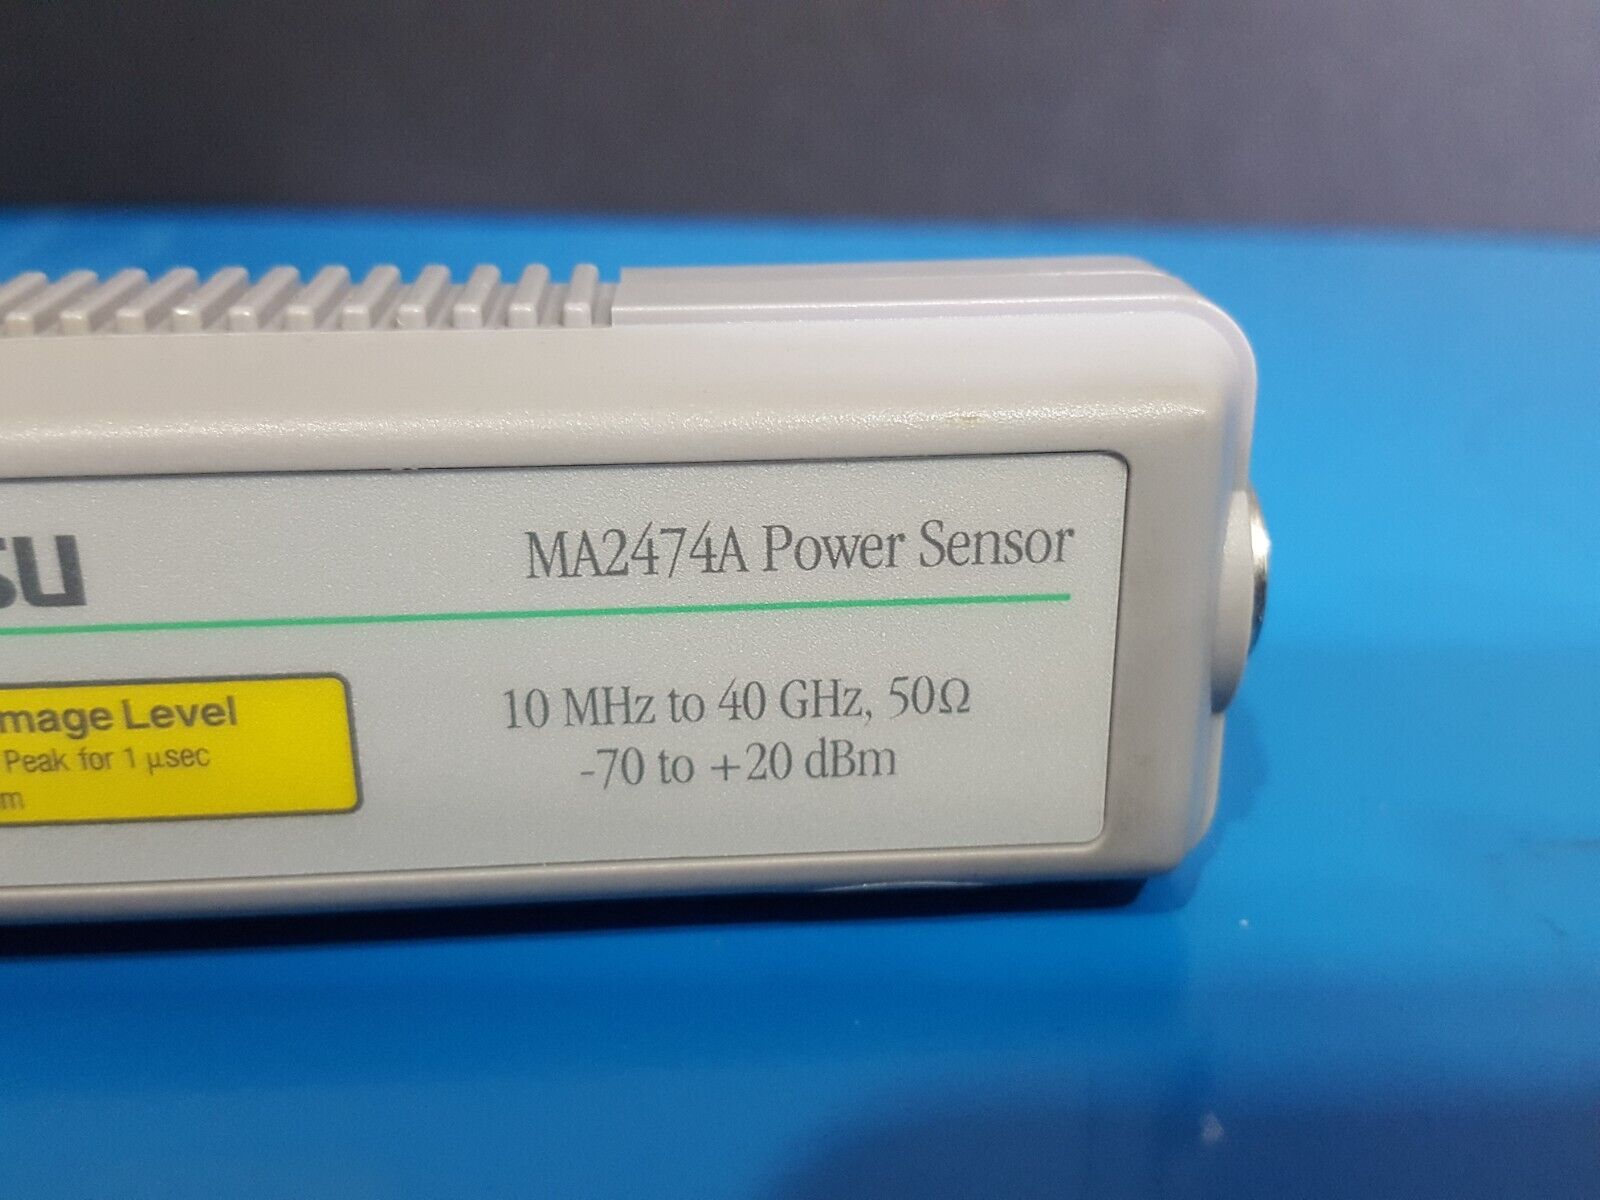 su
MA2474A Power Sensor
mage Level
Peak for 1 µsec
m
10 MHz to 40 GHz, 50Ω
-70 to +20 dBm